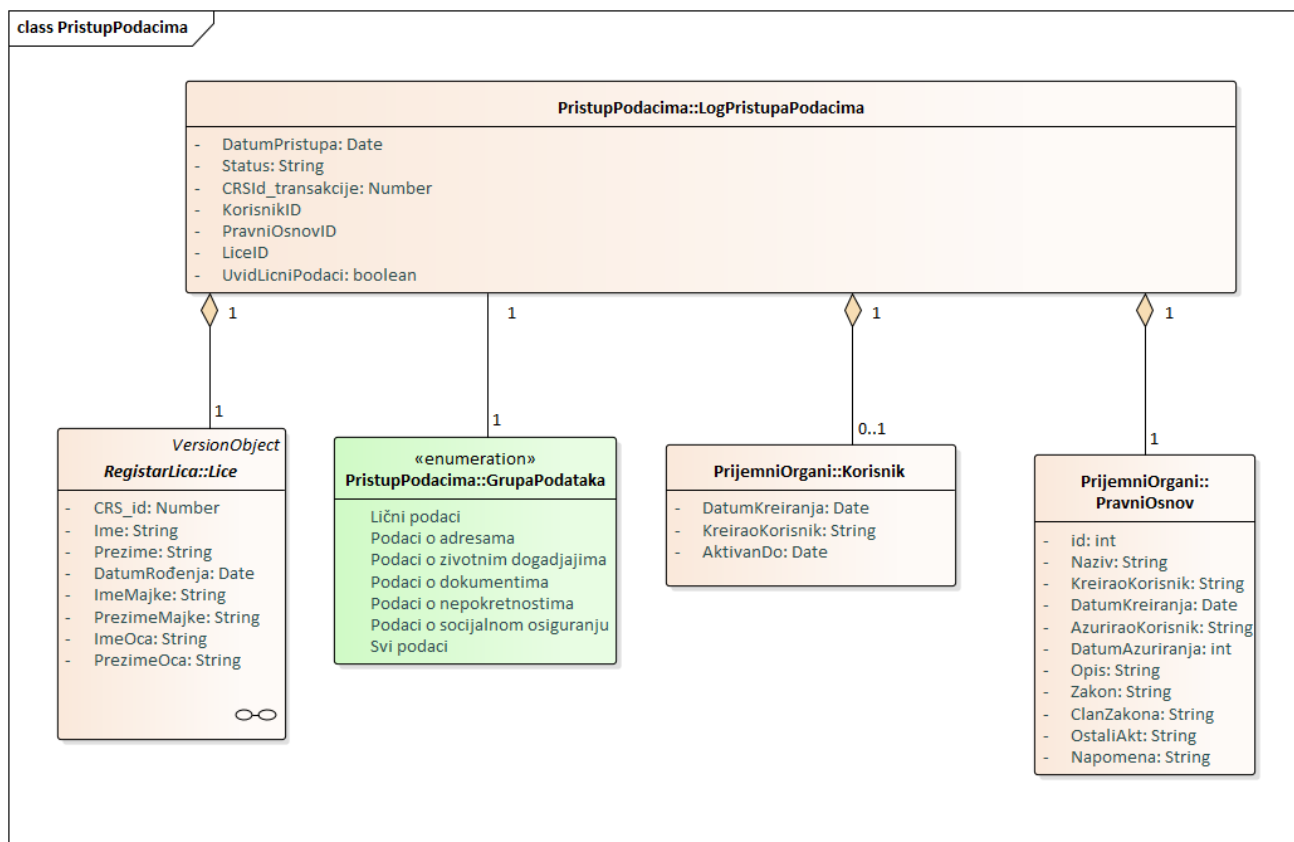 class PristupPodacima
PristupPodacima::LogPristupaPodacima
- DatumPristupa: Date
- Status: String
- CRSId_transakcije: Number
- KorisnikID
- PravniOsnovID
- LiceID
- UvidLicniPodaci: boolean
1
1
1
1
1
1
0..1
1
VersionObject
RegistarLica::Lice
- CRS_id: Number
- Ime: String
- Prezime: String
- DatumRođenja: Date
- ImeMajke: String
- PrezimeMajke: String
- ImeOca: String
- PrezimeOca: String
«enumeration»
PristupPodacima::GrupaPodataka
Lični podaci
Podaci o adresama
Podaci o zivotnim dogadjajima
Podaci o dokumentima
Podaci o nepokretnostima
Podaci o socijalnom osiguranju
Svi podaci
PrijemniOrgani::Korisnik
- DatumKreiranja: Date
- KreiraoKorisnik: String
- AktivanDo: Date
PrijemniOrgani::
PravniOsnov
- id: int
- Naziv: String
- KreiraoKorisnik: String
- DatumKreiranja: Date
- AzuriraoKorisnik: String
- DatumAzuriranja: int
- Opis: String
- Zakon: String
- ClanZakona: String
- OstaliAkt: String
- Napomena: String